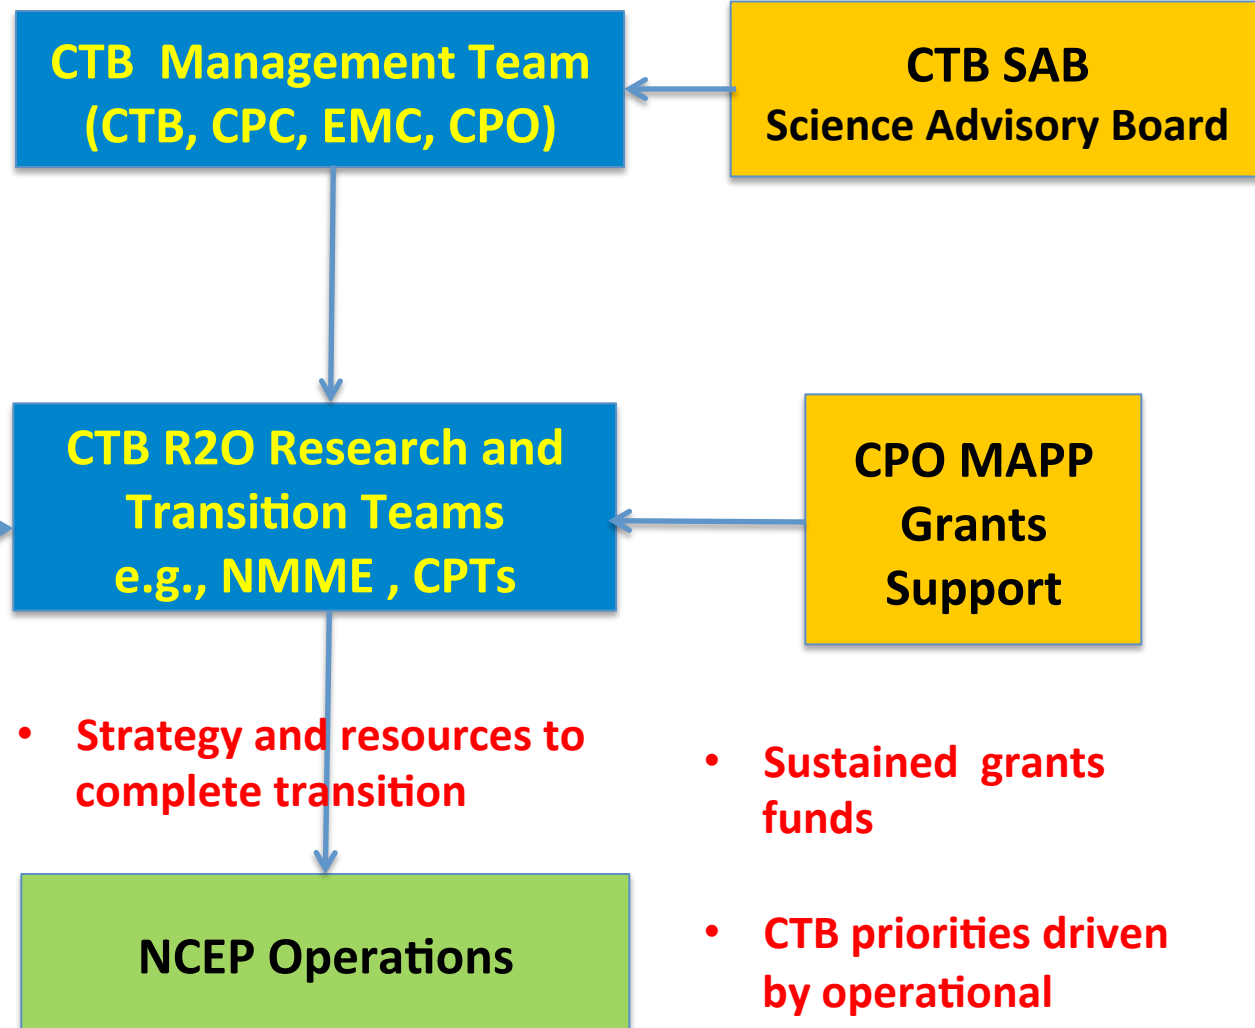 CTB Management Team
(CTB, CPC, EMC, CPO)
CTB SAB
Science Advisory Board
CTB R2O Research and
Transition Teams
e.g., NMME , CPTs
CPO MAPP
Grants
Support
• Strategy and resources to
complete transition
• Sustained grants
funds
• CTB priorities driven
by operational
NCEP Operations